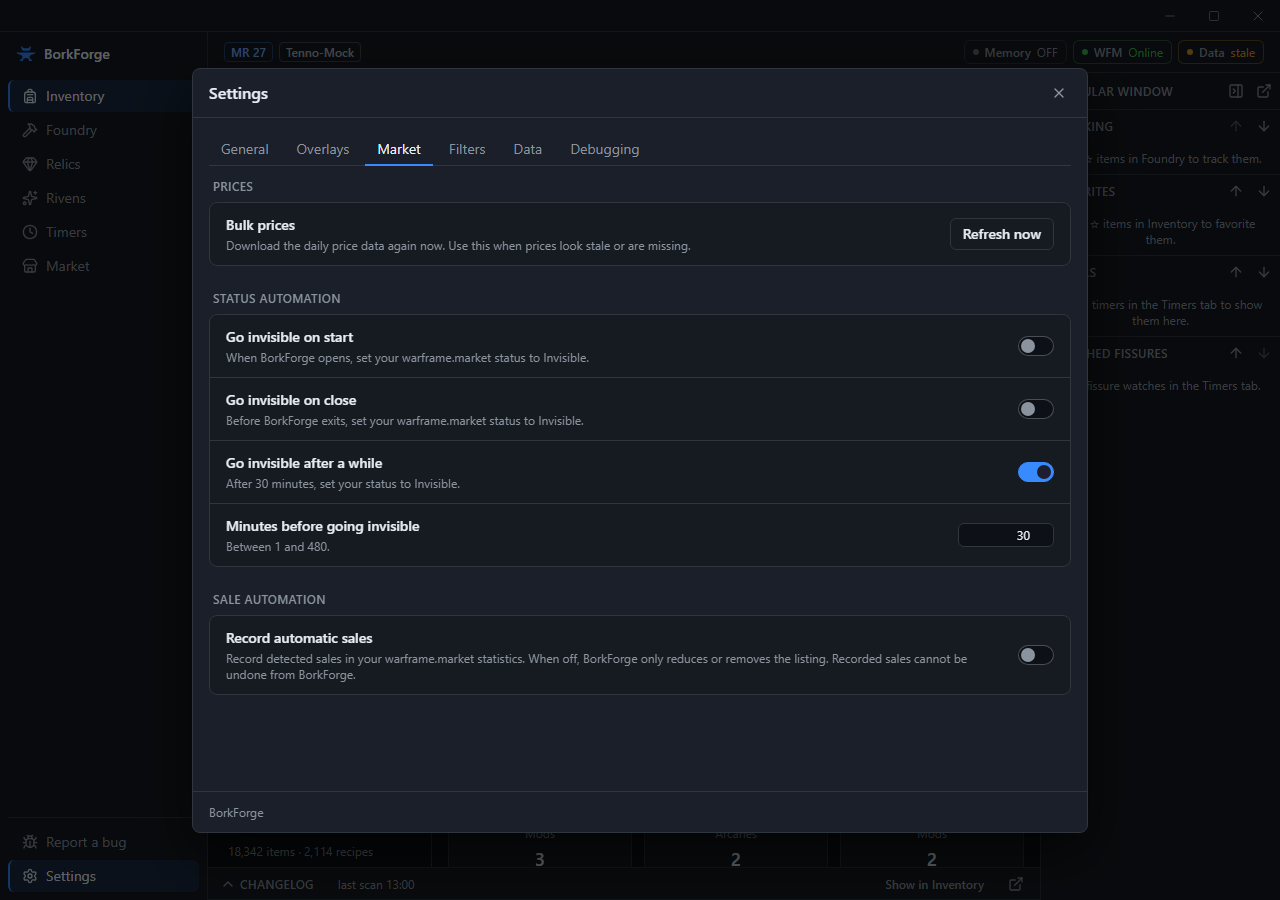 BorkForge
MR 27
Tenno-Mock
Memory OFF
WFM Online
Data stale
Inventory
Foundry
Relics
Rivens
Timers
Market
Report a bug
Settings
Settings
General
Overlays
Market
Filters
Data
Debugging
PRICES
Bulk prices
Download the daily price data again now. Use this when prices look stale or are missing.
Refresh now
STATUS AUTOMATION
Go invisible on start
When BorkForge opens, set your warframe.market status to Invisible.
Go invisible on close
Before BorkForge exits, set your warframe.market status to Invisible.
Go invisible after a while
After 30 minutes, set your status to Invisible.
Minutes before going invisible
Between 1 and 480.
30
SALE AUTOMATION
Record automatic sales
Record detected sales in your warframe.market statistics. When off, BorkForge only reduces or removes the listing. Recorded sales cannot be
undone from BorkForge.
BorkForge
WINDOW
items in Foundry to track them.
☆ items in Inventory to favorite
them.
timers in the Timers tab to show
them here.
FISSURES
watches in the Timers tab.
18,342 items · 2,114 recipes
Mods
3
Arcanes
2
Mods
2
CHANGELOG
last scan 13:00
Show in Inventory